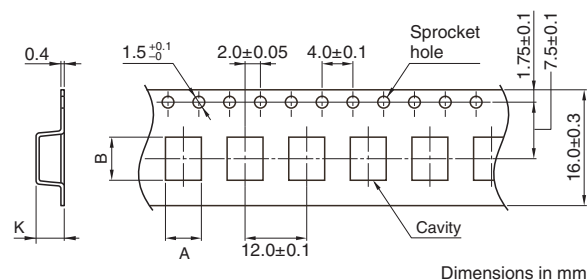 0.4
1.5 +0.1 −0
2.0±0.05
4.0±0.1
Sprocket
hole
1.75±0.1
7.5±0.1
16.0±0.3
B
K
A
12.0±0.1
Cavity
Dimensions in mm